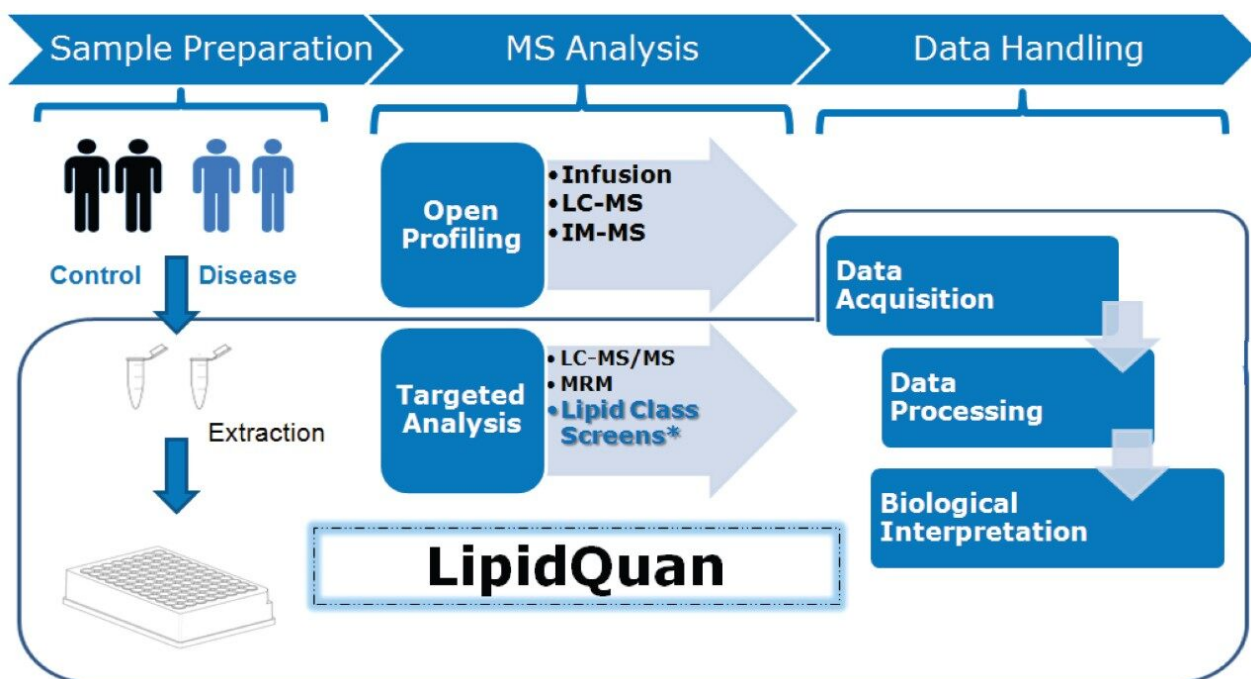 Sample Preparation
MS Analysis
Data Handling
Control
Disease
Extraction
Open
Profiling
•Infusion
•LC-MS
•IM-MS
Targeted
Analysis
•LC-MS/MS
•MRM
•Lipid Class
Screens*
LipidQuan
Data
Acquisition
Data
Processing
Biological
Interpretation